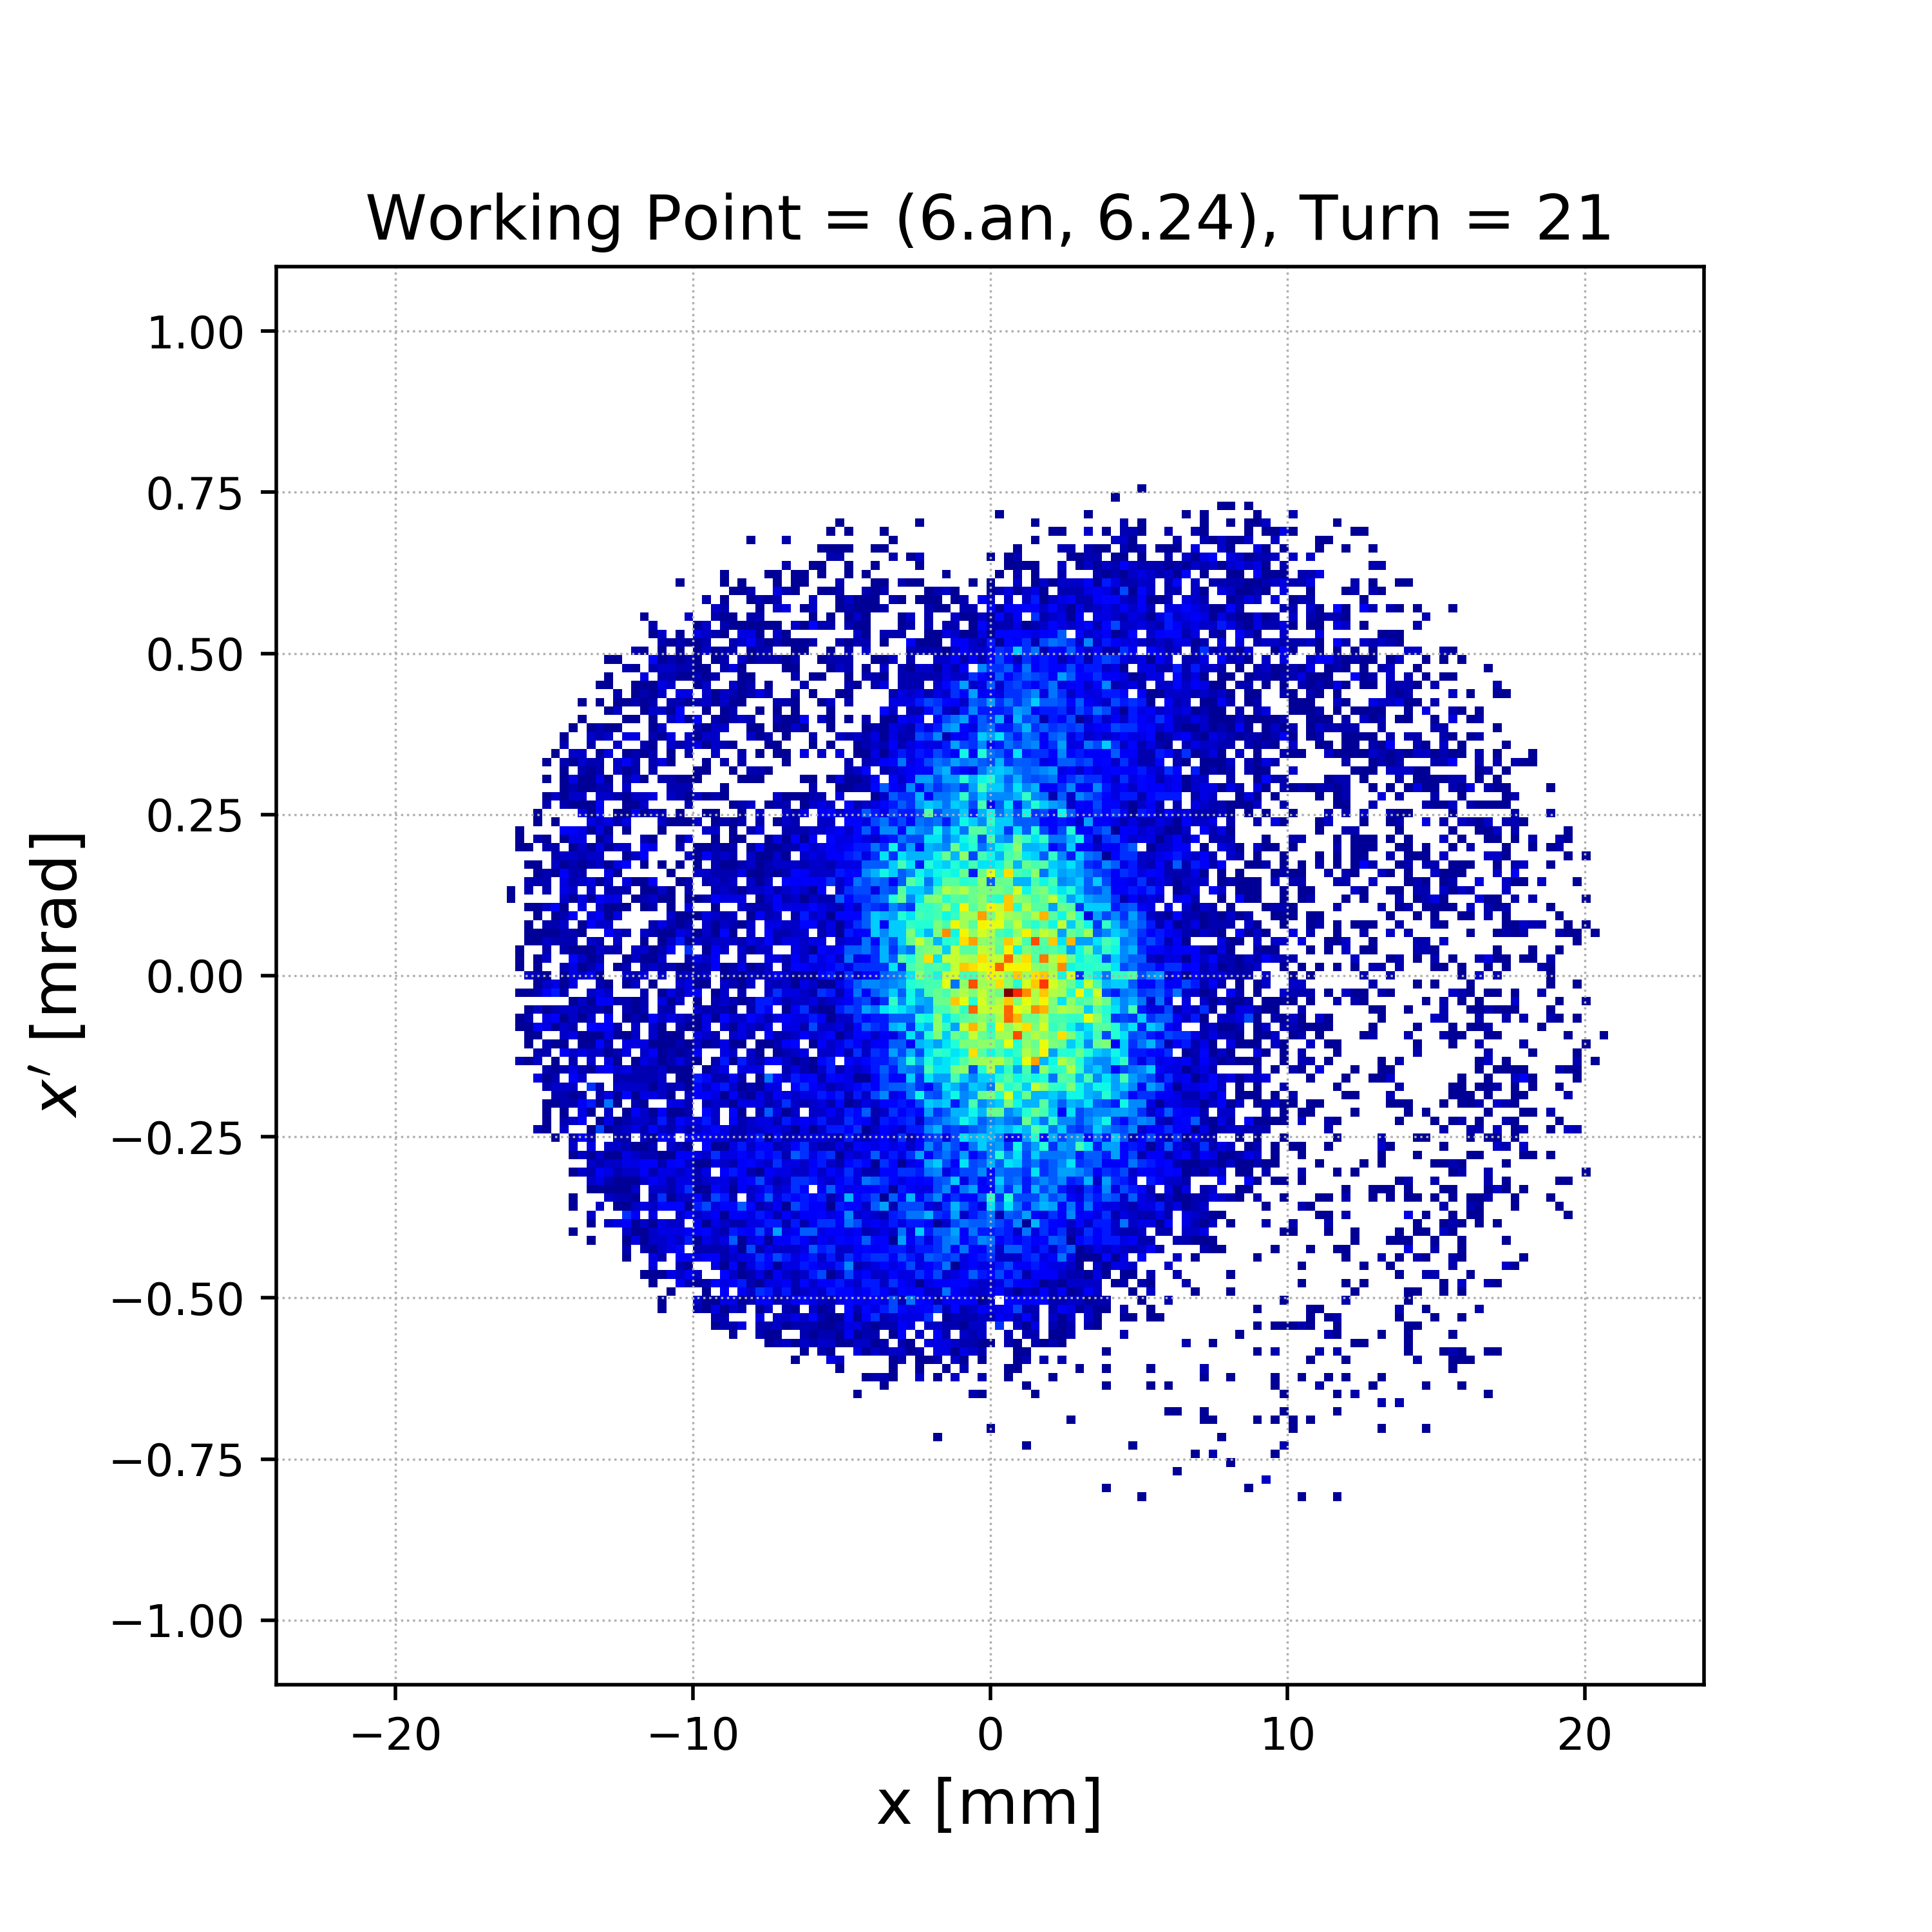 Working Point = (6.an, 6.24), Turn = 21
1.00
0.75
0.50
0.25
0.00
−0.25
−0.50
−0.75
−1.00
x′ [mrad]
−20 −10 0 10 20
x [mm]